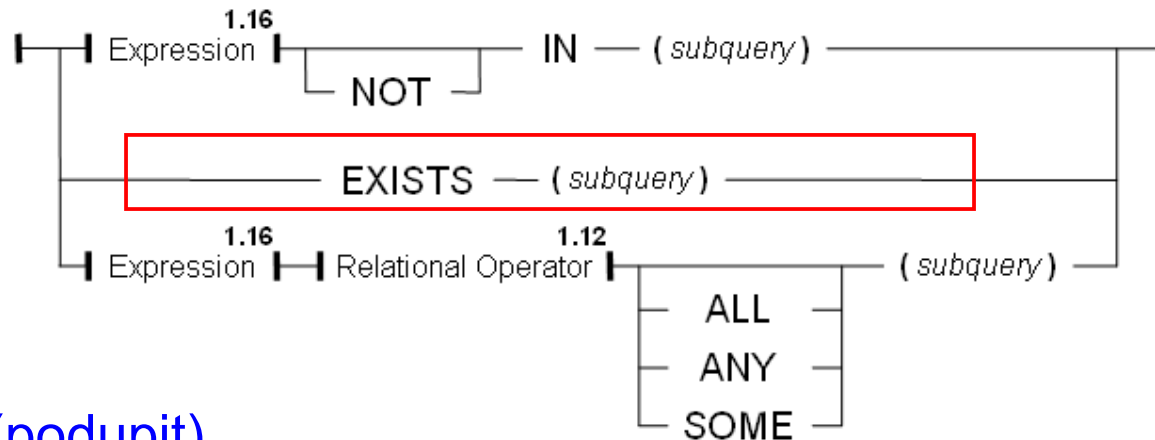 1.16
Expression IN ( subquery )
NOT
EXISTS ( subquery )
1.16 1.12
Expression Relational Operator ( subquery )
ALL
ANY
SOME
(podupit)